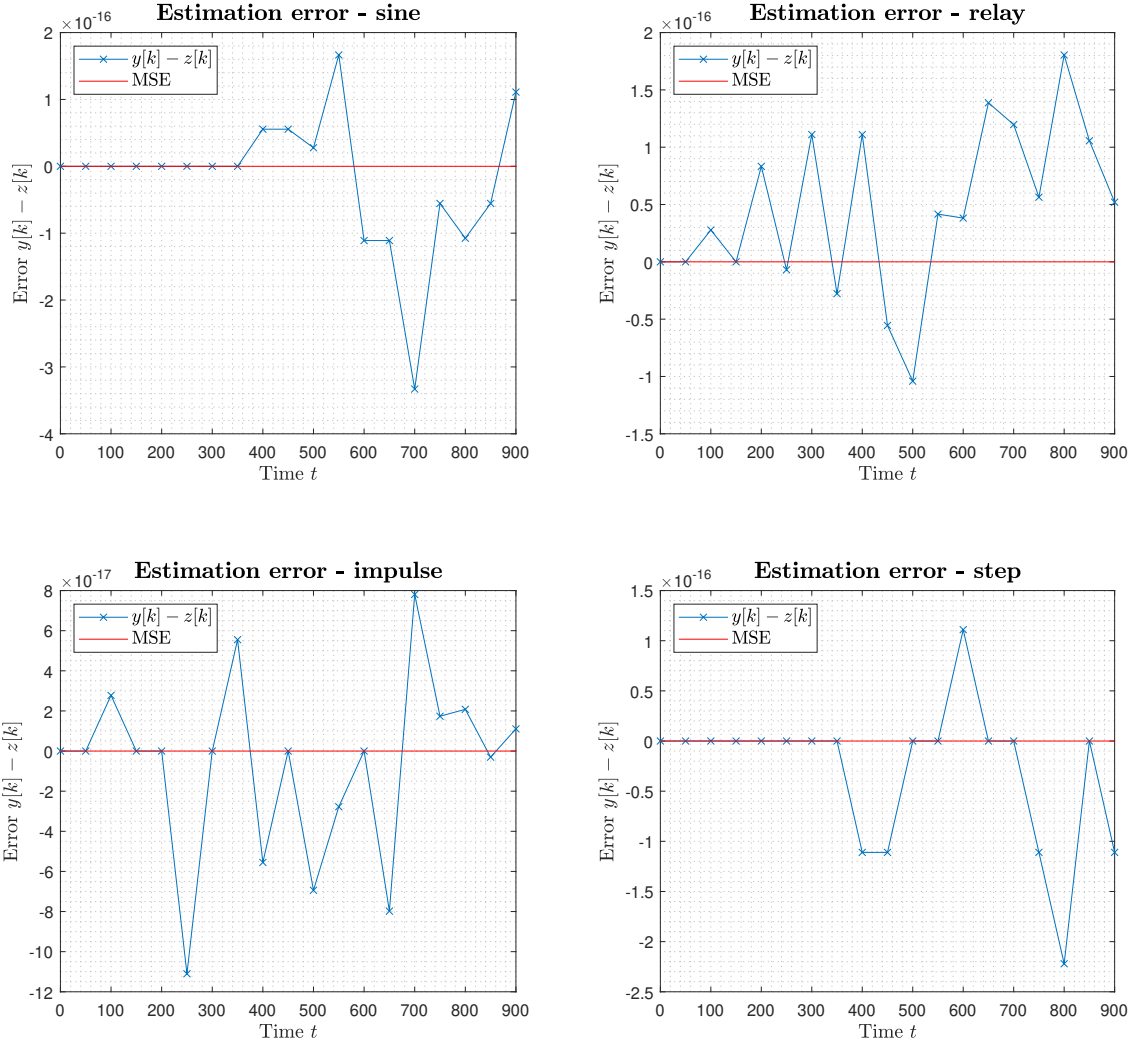 Estimation error - sine
×10^-16
y[k] − z[k]
MSE
2
1
0
-1
-2
-3
-4
Error y[k] − z[k]
0 100 200 300 400 500 600 700 800 900
Time t
Estimation error - relay
×10^-16
y[k] − z[k]
MSE
2
1.5
1
0.5
0
-0.5
-1
-1.5
Error y[k] − z[k]
0 100 200 300 400 500 600 700 800 900
Time t
Estimation error - impulse
×10^-17
y[k] − z[k]
MSE
8
6
4
2
0
-2
-4
-6
-8
-10
-12
Error y[k] − z[k]
0 100 200 300 400 500 600 700 800 900
Time t
Estimation error - step
×10^-16
y[k] − z[k]
MSE
1.5
1
0.5
0
-0.5
-1
-1.5
-2
-2.5
Error y[k] − z[k]
0 100 200 300 400 500 600 700 800 900
Time t